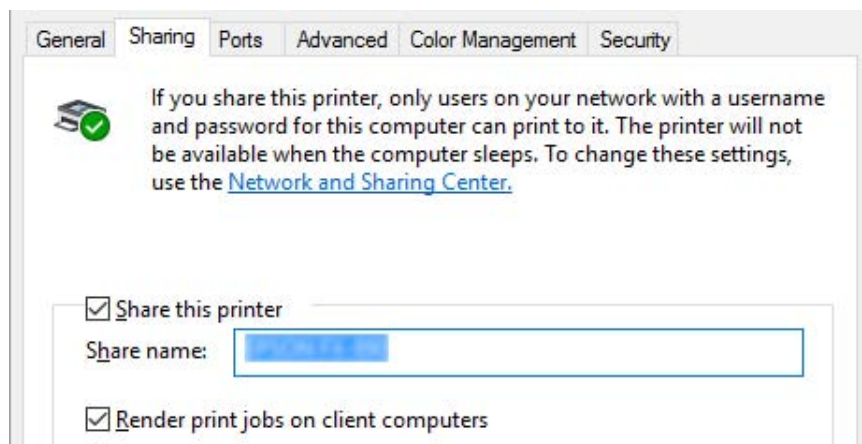 General Sharing Ports Advanced Color Management Security
If you share this printer, only users on your network with a username
and password for this computer can print to it. The printer will not
be available when the computer sleeps. To change these settings,
use the Network and Sharing Center.
Share this printer
Share name:
Render print jobs on client computers